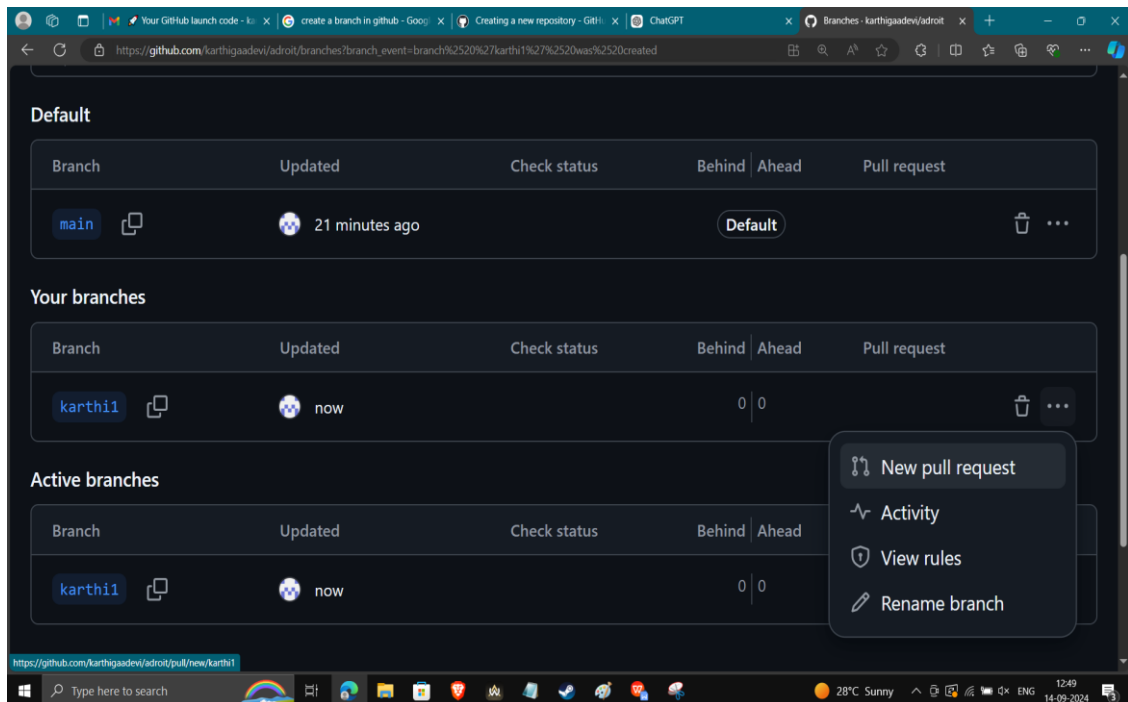 Your GitHub launch code - ka
create a branch in github - Googl
Creating a new repository - GitHu
ChatGPT
Branches · karthigaadevi/adroit
https://github.com/karthigaadevi/adroit/branches?branch_event=branch%2520%27karthi1%27%2520was%2520created
Default
Branch Updated Check status Behind Ahead Pull request
main 21 minutes ago Default
Your branches
Branch Updated Check status Behind Ahead Pull request
karthi1 now 0 0
New pull request
Activity
View rules
Rename branch
Active branches
Branch Updated Check status Behind Ahead
karthi1 now 0 0
https://github.com/karthigaadevi/adroit/pull/new/karthi1
Type here to search
28°C Sunny
ENG
12:49
14-09-2024